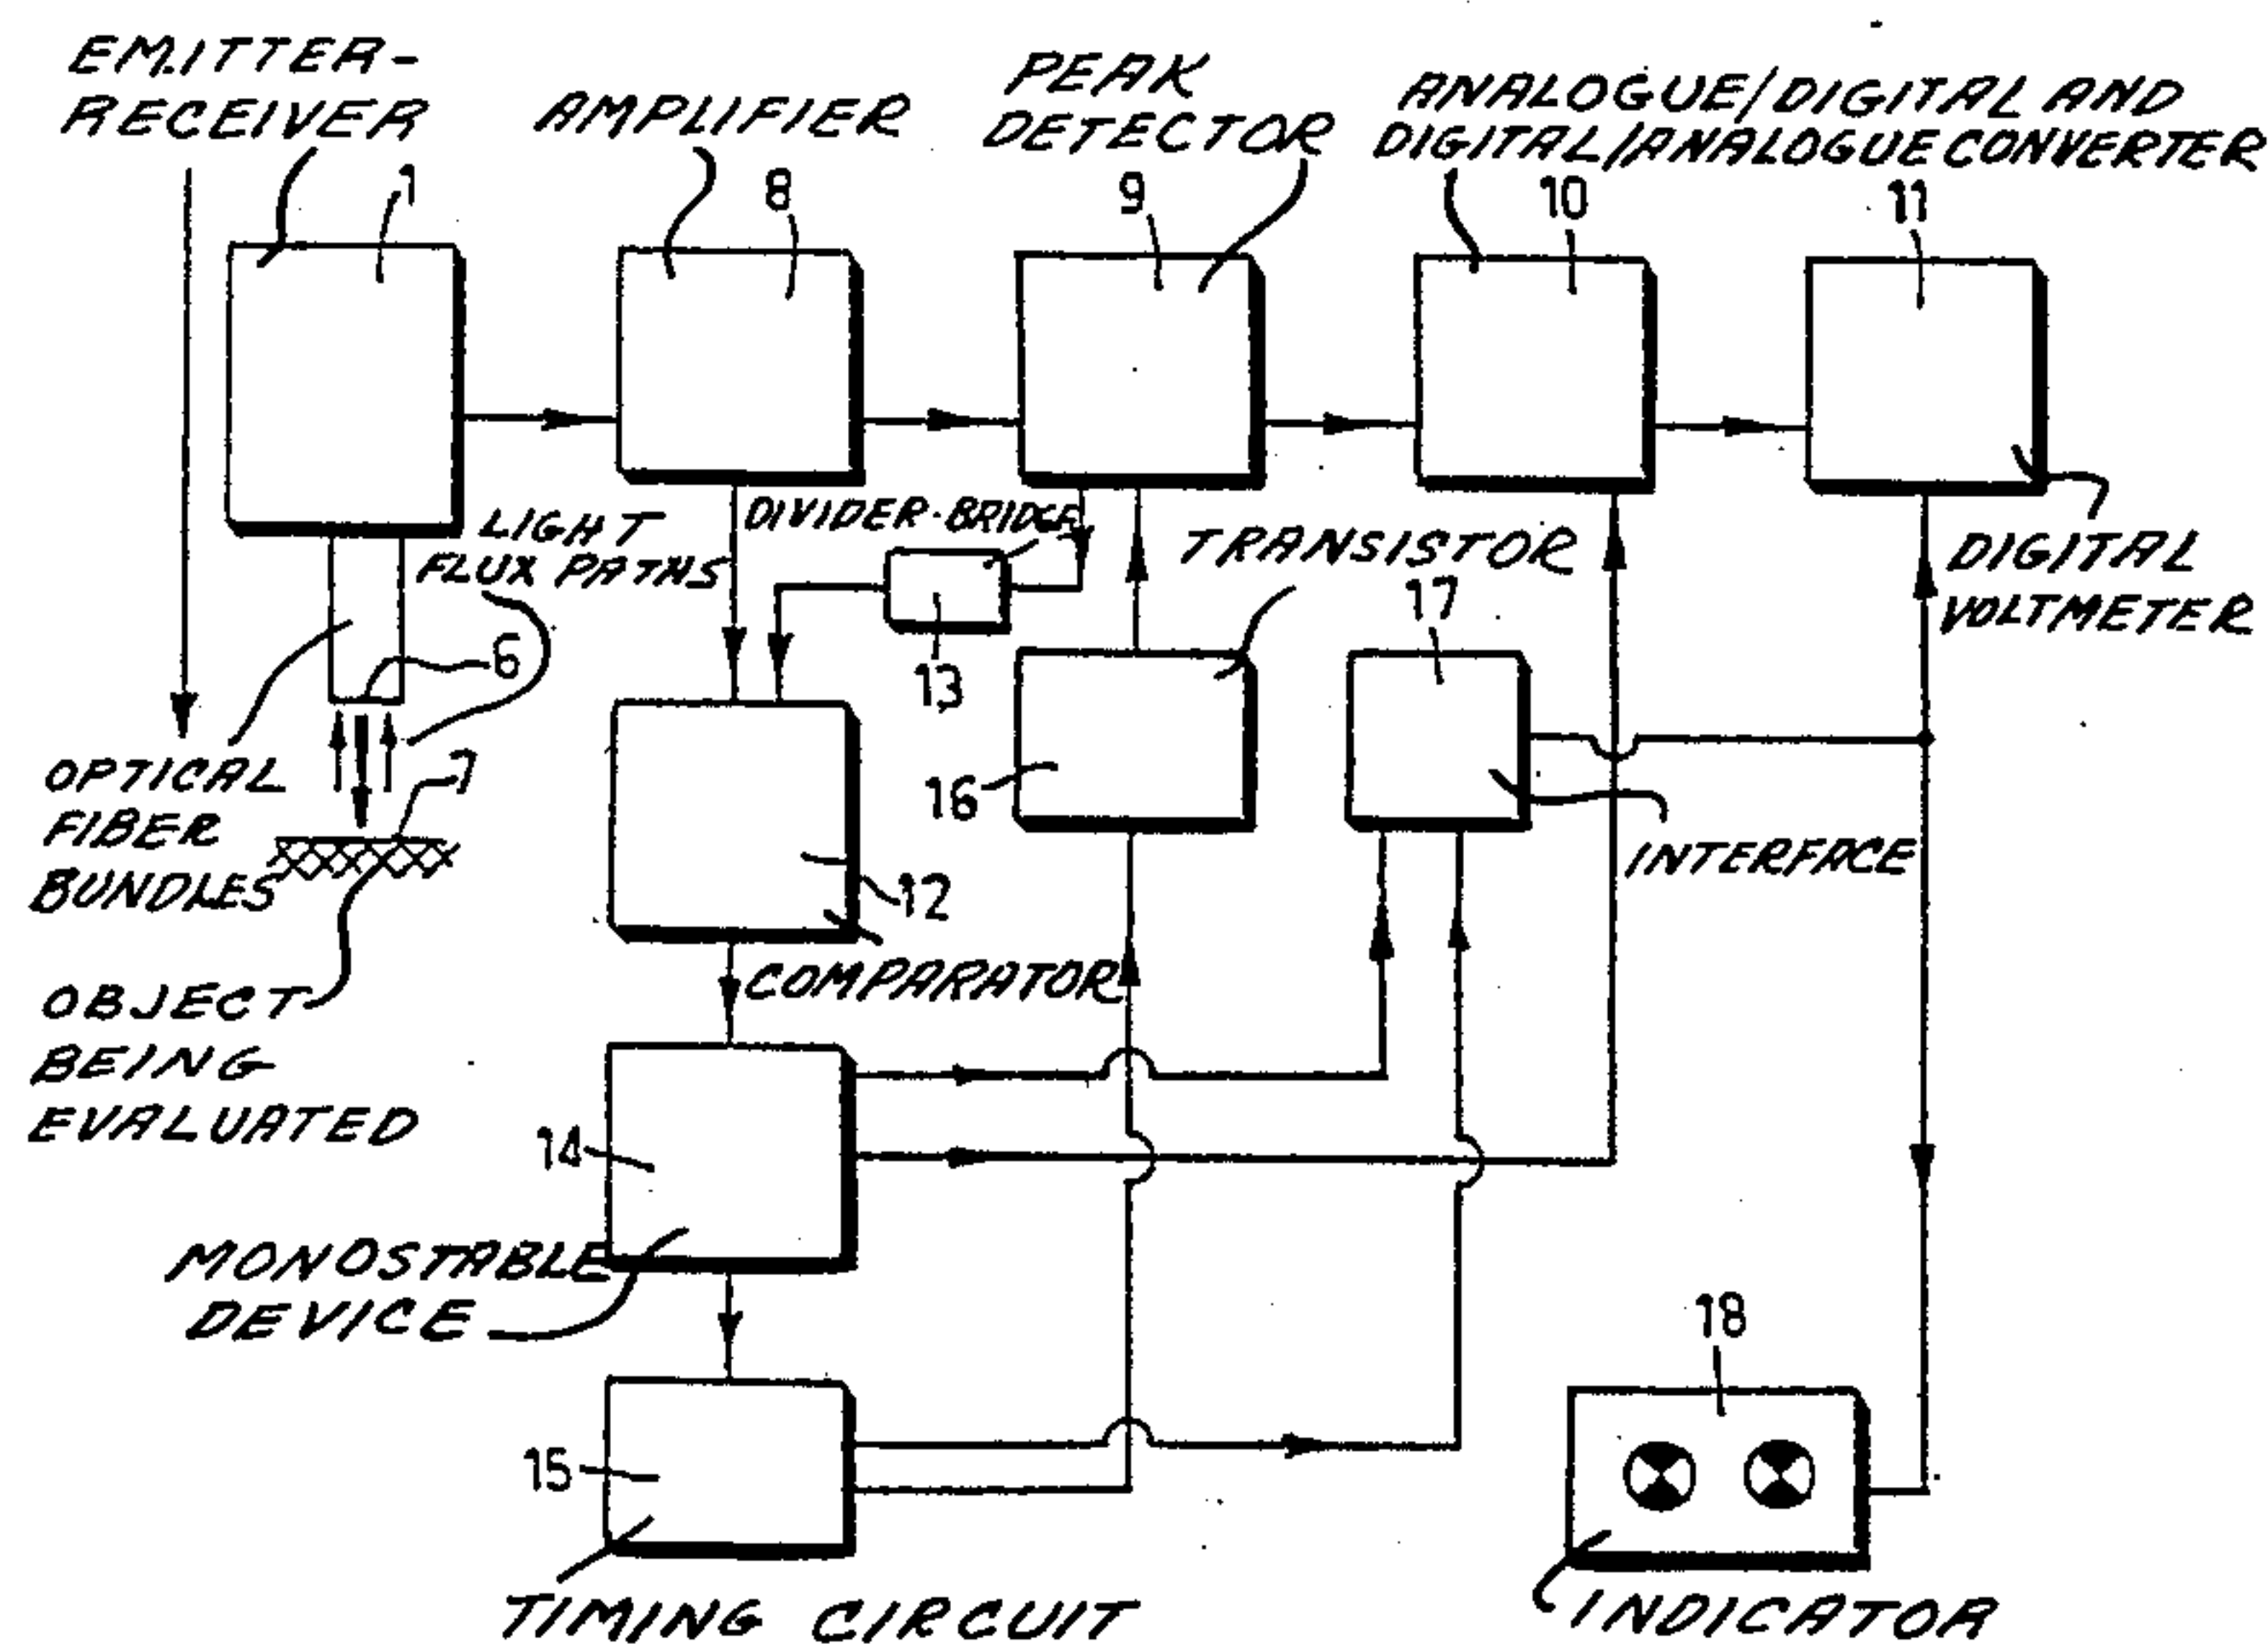 EMITTER-
RECEIVER
1
AMPLIFIER
8
PEAK
DETECTOR
9
ANALOGUE/DIGITAL AND
DIGITAL/ANALOGUE CONVERTER
10
11
LIGHT
FLUX PATHS
DIVIDER-BRIDGE
13
TRANSISTOR
17
DIGITAL
VOLTMETER
6
OPTICAL
FIBER
BUNDLES
7
16
12
INTERFACE
COMPARATOR
OBJECT
BEING
EVALUATED
14
MONOSTABLE
DEVICE
15
18
TIMING CIRCUIT
INDICATOR